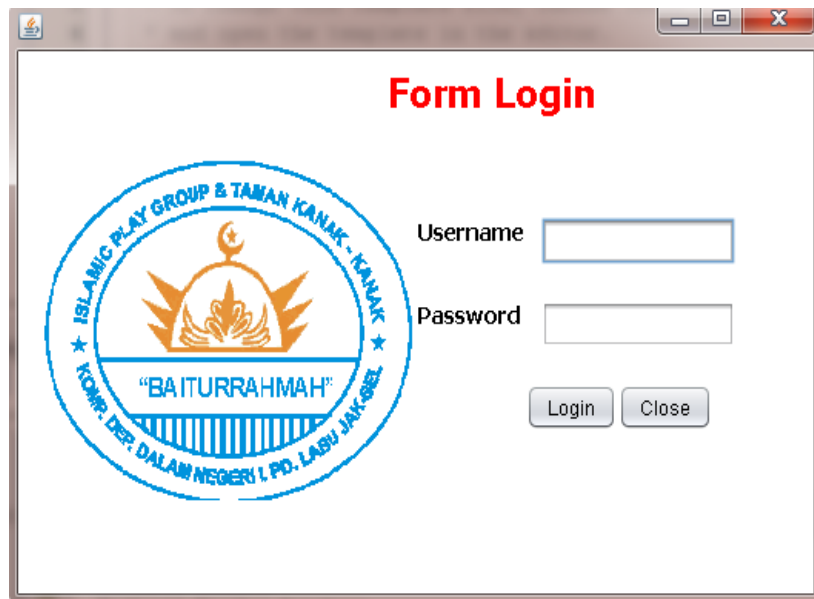 Form Login
ISLAMIC PLAY GROUP & TAMAN KANAK - KANAK
"BAITURRAHMAH"
KOMP. DEP. DALAM NEGERI I. PD. LABU JAK-SEL
Username
Password
Login Close